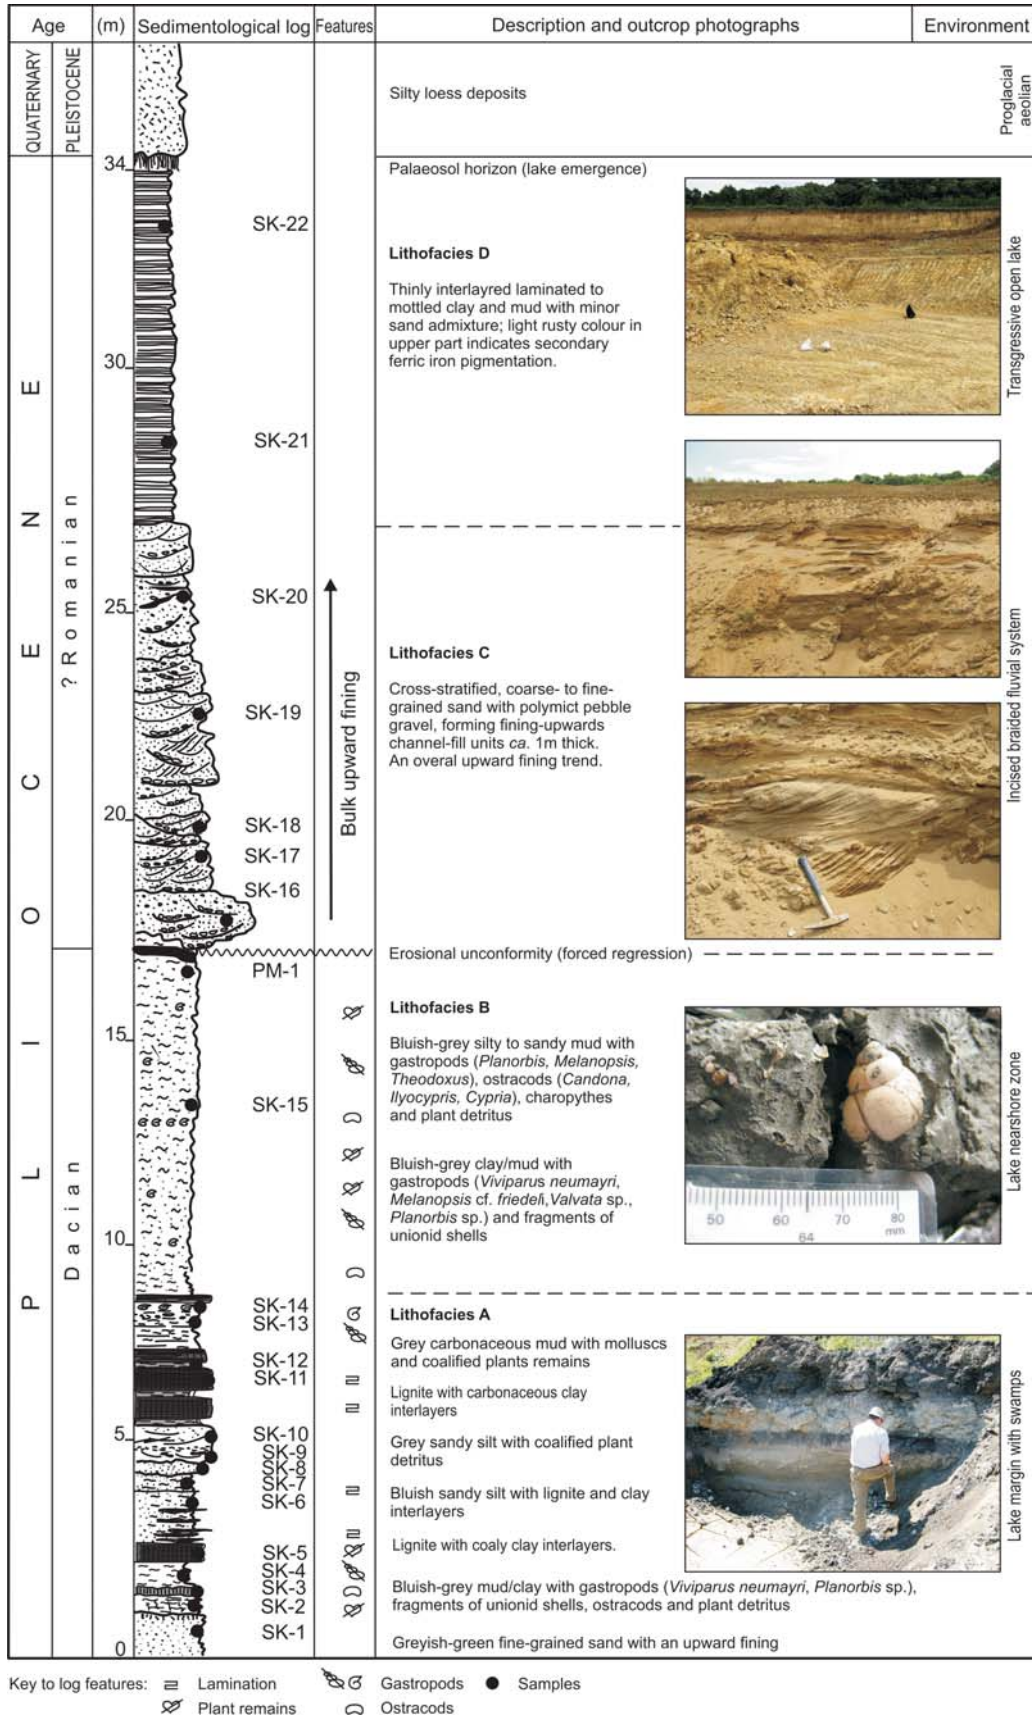 Age (m) Sedimentological log Features Description and outcrop photographs Environment
QUATERNARY
PLEISTOCENE
Silty loess deposits
Proglacial
aeolian
34
Palaeosol horizon (lake emergence)
SK-22
Lithofacies D
Thinly interlayred laminated to
mottled clay and mud with minor
sand admixture; light rusty colour in
upper part indicates secondary
ferric iron pigmentation.
Transgressive open lake
30
SK-21
PLIOCENE
? Romanian
25
SK-20
Bulk upward fining
Lithofacies C
Cross-stratified, coarse- to fine-
grained sand with polymict pebble
gravel, forming fining-upwards
channel-fill units ca. 1m thick.
An overal upward fining trend.
Incised braided fluvial system
SK-19
20
SK-18
SK-17
SK-16
Erosional unconformity (forced regression)
PM-1
Dacian
Lithofacies B
15
Bluish-grey silty to sandy mud with
gastropods (Planorbis, Melanopsis,
Theodoxus), ostracods (Candona,
Ilyocypris, Cypria), charopythes
and plant detritus
SK-15
Lake nearshore zone
Bluish-grey clay/mud with
gastropods (Viviparus neumayri,
Melanopsis cf. friedeli,Valvata sp.,
Planorbis sp.) and fragments of
unionid shells
50 60 70 80
64 mm
10
SK-14
SK-13
Lithofacies A
Grey carbonaceous mud with molluscs
and coalified plants remains
SK-12
SK-11
Lignite with carbonaceous clay
interlayers
5
SK-10
SK-9
SK-8
Grey sandy silt with coalified plant
detritus
SK-7
SK-6
Bluish sandy silt with lignite and clay
interlayers
Lake margin with swamps
SK-5
Lignite with coaly clay interlayers.
SK-4
SK-3
SK-2
Bluish-grey mud/clay with gastropods (Viviparus neumayri, Planorbis sp.),
fragments of unionid shells, ostracods and plant detritus
SK-1
0
Greyish-green fine-grained sand with an upward fining
Key to log features: Lamination Gastropods Samples
Plant remains Ostracods